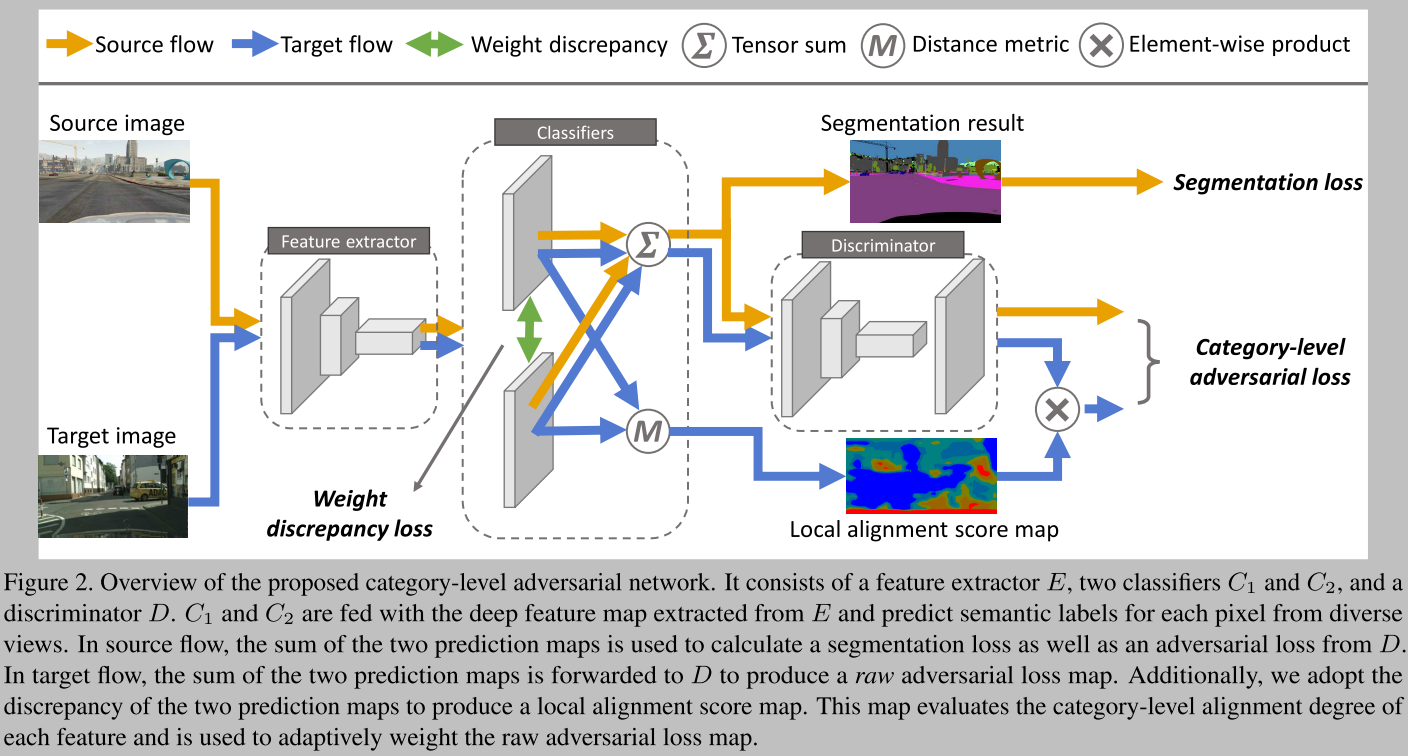 Source flow
Target flow
Weight discrepancy
Σ
Tensor sum
M
Distance metric
×
Element-wise product
Source image
Classifiers
Segmentation result
Segmentation loss
Feature extractor
Σ
Discriminator
Category-level
adversarial loss
×
Target image
M
Weight
discrepancy loss
Local alignment score map
Figure 2. Overview of the proposed category-level adversarial network. It consists of a feature extractor E, two classifiers C₁ and C₂, and a
discriminator D. C₁ and C₂ are fed with the deep feature map extracted from E and predict semantic labels for each pixel from diverse
views. In source flow, the sum of the two prediction maps is used to calculate a segmentation loss as well as an adversarial loss from D.
In target flow, the sum of the two prediction maps is forwarded to D to produce a raw adversarial loss map. Additionally, we adopt the
discrepancy of the two prediction maps to produce a local alignment score map. This map evaluates the category-level alignment degree of
each feature and is used to adaptively weight the raw adversarial loss map.